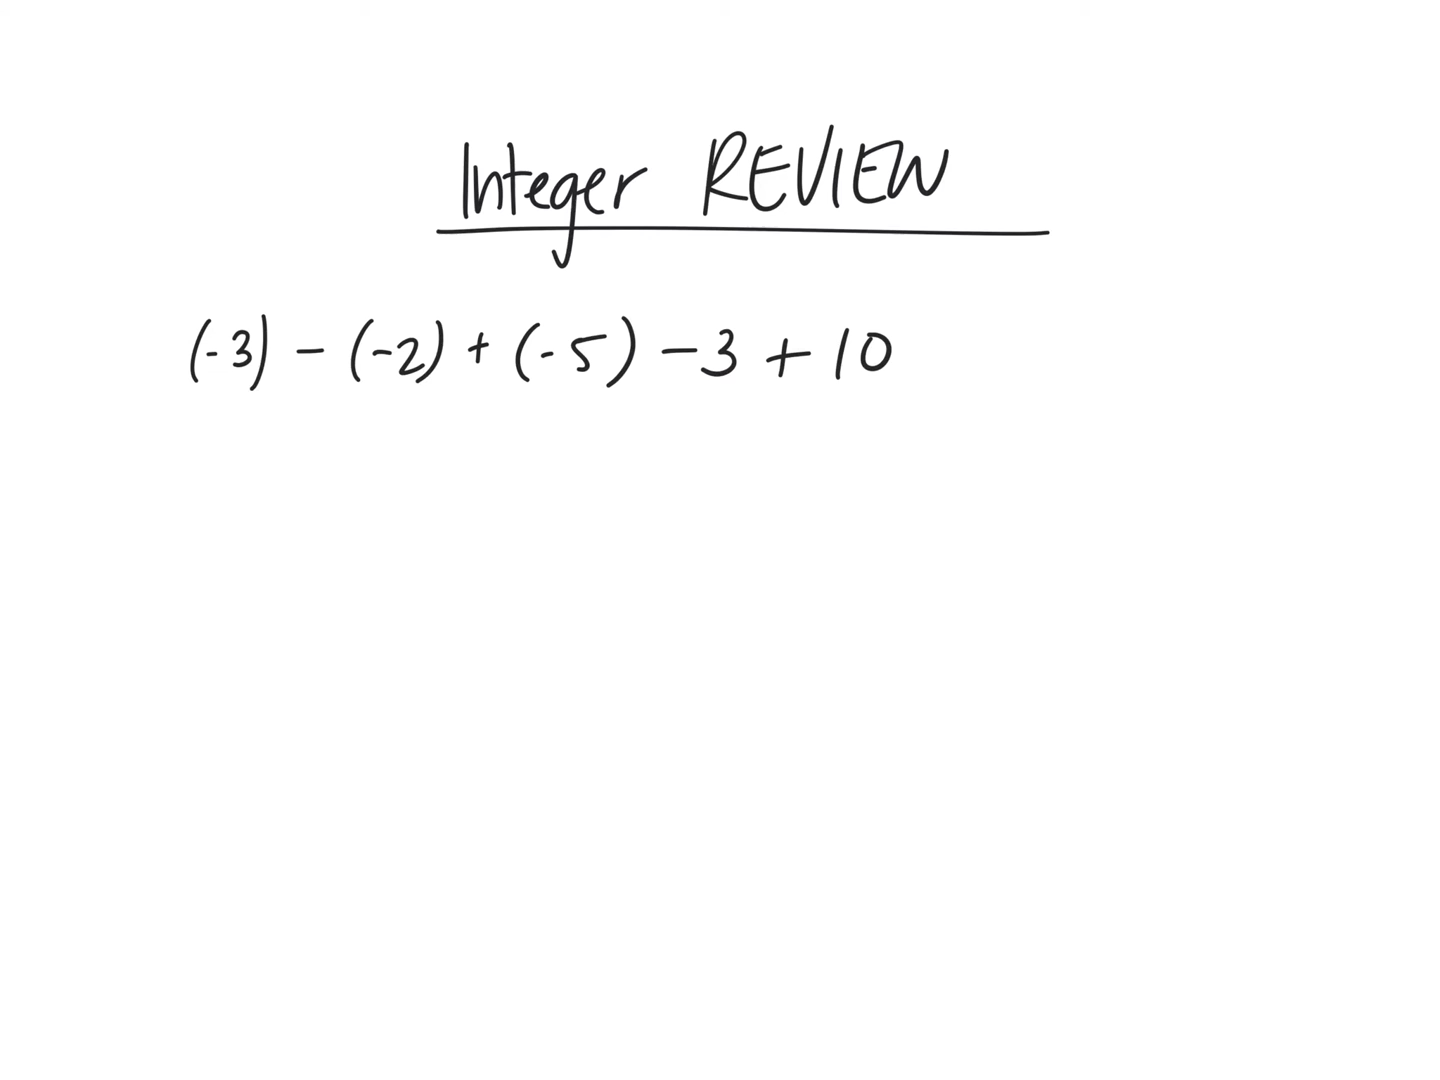 Integer REVIEW
(-3) - (-2) + (-5) - 3 + 10